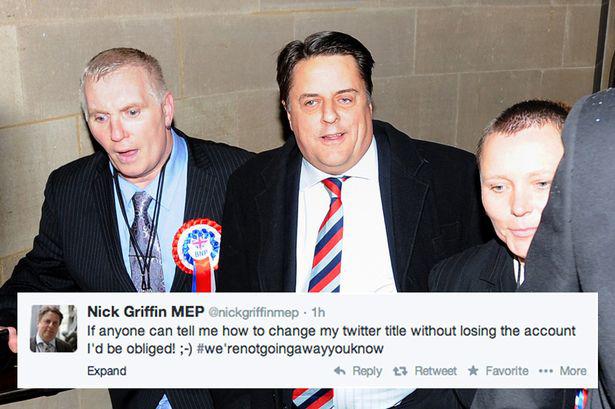 BNP
Nick Griffin MEP @nickgriffinmep · 1h
If anyone can tell me how to change my twitter title without losing the account
I'd be obliged! ;-) #we'renotgoingawayyouknow
Expand
Reply Retweet Favorite More